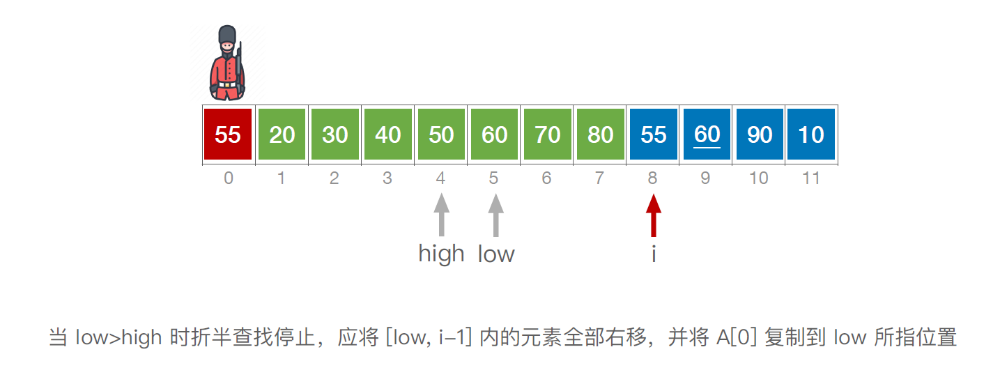 55 20 30 40 50 60 70 80 55 60 90 10
0 1 2 3 4 5 6 7 8 9 10 11
high low i
当 low>high 时折半查找停止，应将 [low, i-1] 内的元素全部右移，并将 A[0] 复制到 low 所指位置